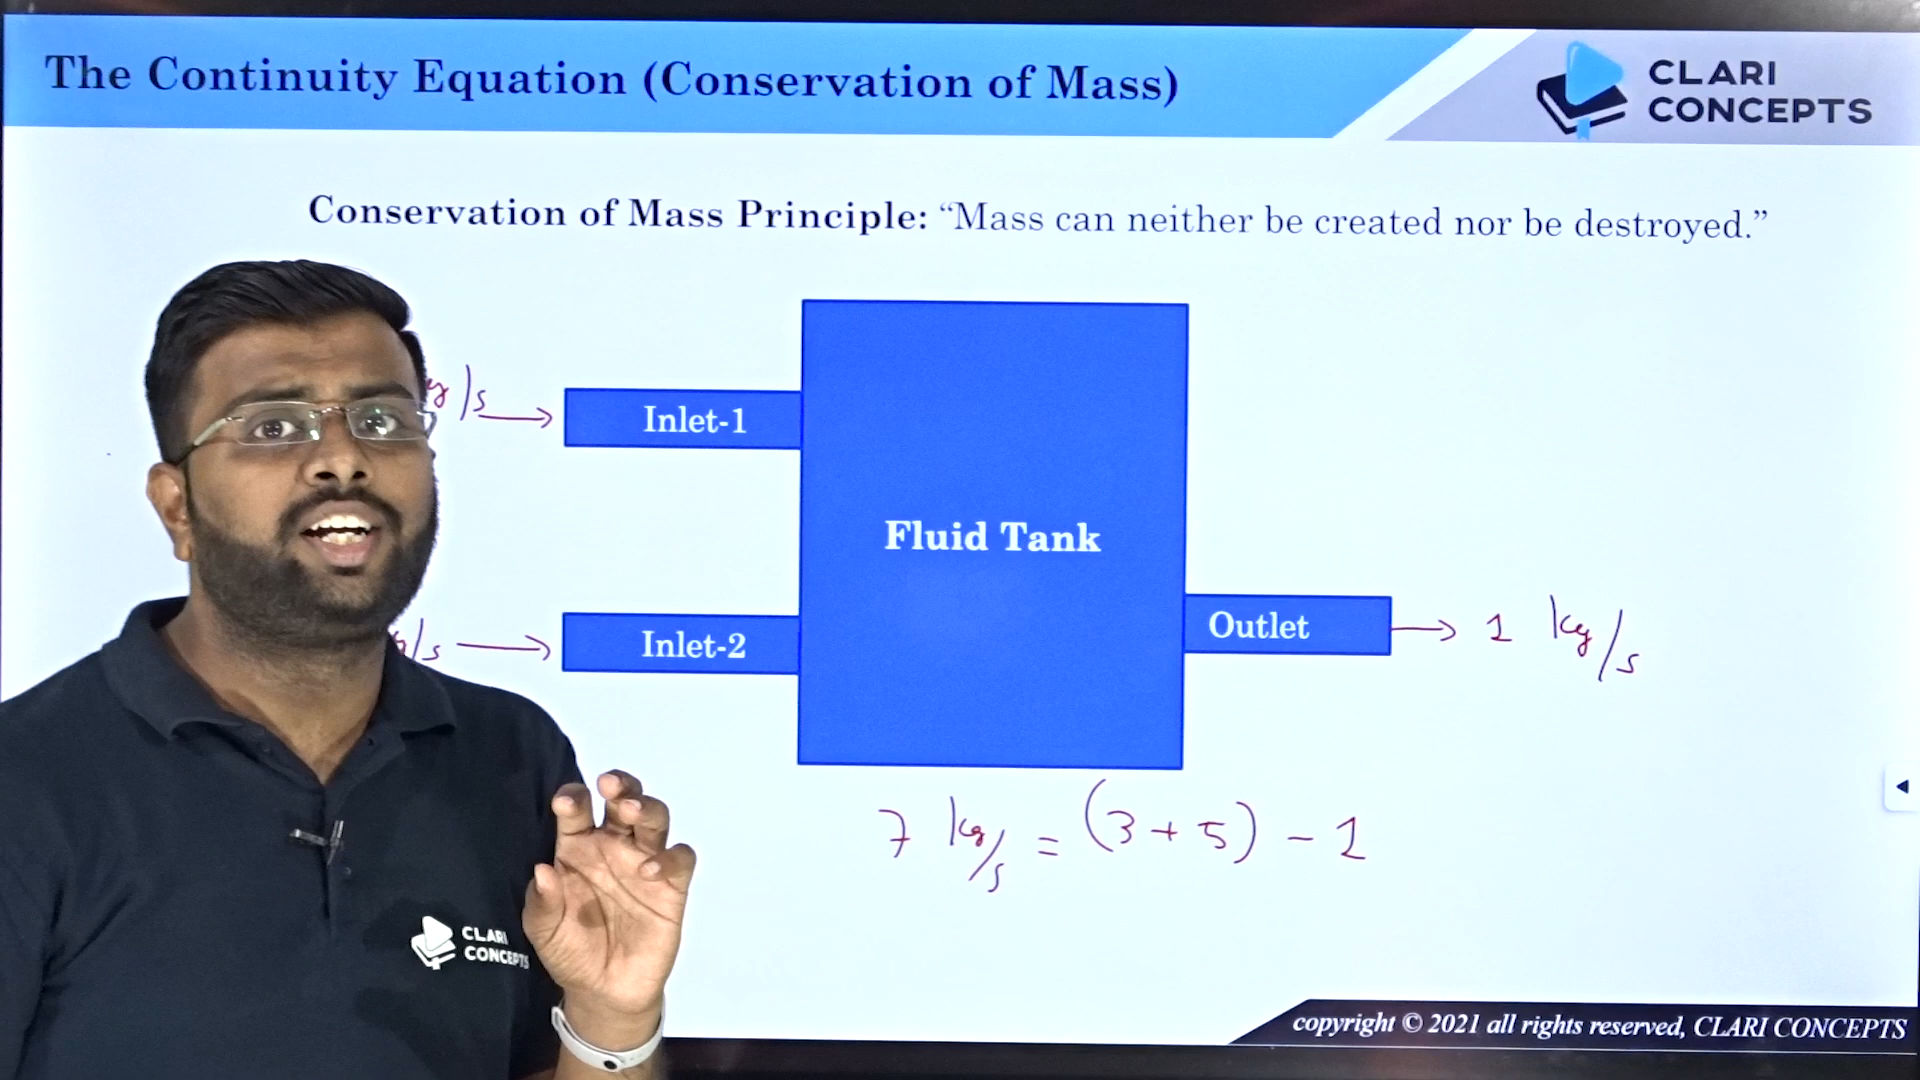 The Continuity Equation (Conservation of Mass)
CLARI
CONCEPTS
Conservation of Mass Principle: “Mass can neither be created nor be destroyed.”
kg/s
Inlet-1
Fluid Tank
Inlet-2
Outlet
1 kg/s
7 kg/s = (3 + 5) - 1
CLARI
CONCEPTS
copyright © 2021 all rights reserved, CLARI CONCEPTS